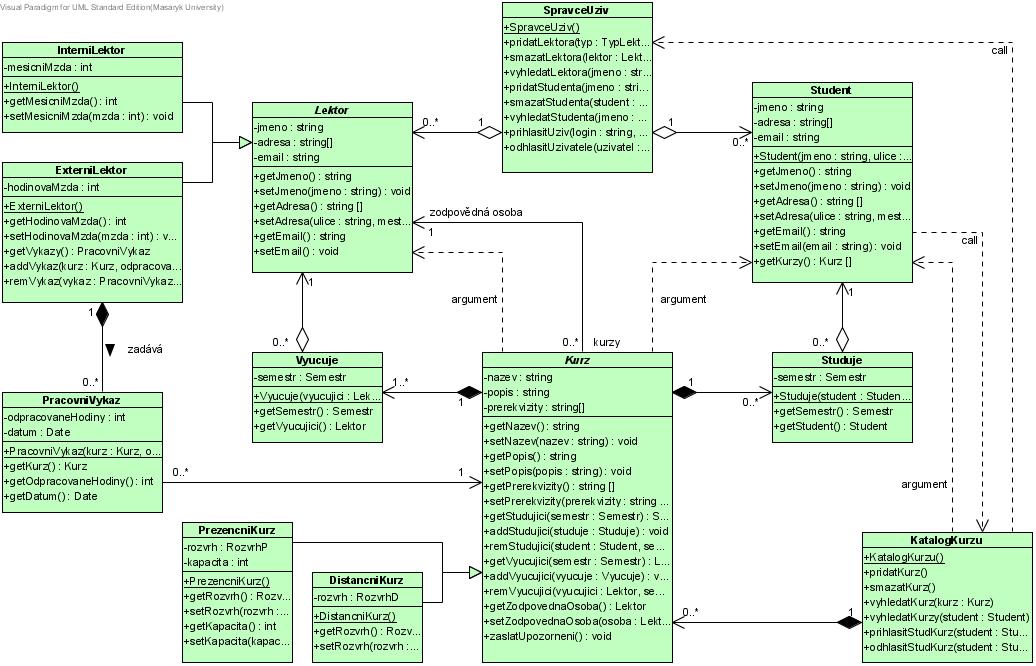 Visual Paradigm for UML Standard Edition(Masaryk University)
SpravceUziv
+SpravceUziv()
+pridatLektora(typ : TypLekt...
+smazatLektora(lektor : Lekt...
+vyhledatLektora(jmeno : str...
+pridatStudenta(jmeno : stri...
+smazatStudenta(student : ...
+vyhledatStudenta(jmeno : ...
+prihlasitUziv(login : string, ...
+odhlasitUzivatele(uzivatel :...
InterniLektor
-mesicniMzda : int
+InterniLektor()
+getMesicniMzda() : int
+setMesicniMzda(mzda : int) : void
Lektor
-jmeno : string
-adresa : string[]
-email : string
+getJmeno() : string
+setJmeno(jmeno : string) : void
+getAdresa() : string []
+setAdresa(ulice : string, mest...
+getEmail() : string
+setEmail() : void
0..*
1
1
0..*
call
Student
-jmeno : string
-adresa : string[]
-email : string
+Student(jmeno : string, ulice :...
+getJmeno() : string
+setJmeno(jmeno : string) : void
+getAdresa() : string []
+setAdresa(ulice : string, mest...
+getEmail() : string
+setEmail(email : string) : void
+getKurzy() : Kurz []
ExterniLektor
-hodinovaMzda : int
+ExterniLektor()
+getHodinovaMzda() : int
+setHodinovaMzda(mzda : int) : v...
+getVykazy() : PracovniVykaz
+addVykaz(kurz : Kurz, odpracova...
+remVykaz(vykaz : PracovniVykaz...
zodpovědná osoba
1
call
argument
argument
1
1
1
zadává
0..*
0..*
0..*
kurzy
0..*
Vyucuje
-semestr : Semestr
+Vyucuje(vyucujici : Lek...
+getSemestr() : Semestr
+getVyucujici() : Lektor
1..*
1
Kurz
-nazev : string
-popis : string
-prerekvizity : string[]
+getNazev() : string
+setNazev(nazev : string) : void
+getPopis() : string
+setPopis(popis : string) : void
+getPrerekvizity() : string []
+setPrerekvizity(prerekvizity : string ...
+getStudujici(semestr : Semestr) : S...
+addStudujici(studuje : Studuje) : void
+remStudujici(student : Student, se...
+getVyucujici(semestr : Semestr) : L...
+addVyucujici(vyucuje : Vyucuje) : v...
+remVyucujici(vyucujici : Lektor, se...
+getZodpovednaOsoba() : Lektor
+setZodpovednaOsoba(osoba : Lekt...
+zaslatUpozorneni() : void
1
0..*
Studuje
-semestr : Semestr
+Studuje(student : Studen...
+getSemestr() : Semestr
+getStudent() : Student
PracovniVykaz
-odpracovaneHodiny : int
-datum : Date
+PracovniVykaz(kurz : Kurz, o...
+getKurz() : Kurz
+getOdpracovaneHodiny() : int
+getDatum() : Date
0..*
1
argument
PrezencniKurz
-rozvrh : RozvrhP
-kapacita : int
+PrezencniKurz()
+getRozvrh() : Rozv...
+setRozvrh(rozvrh :...
+getKapacita() : int
+setKapacita(kapac...
DistancniKurz
-rozvrh : RozvrhD
+DistancniKurz()
+getRozvrh() : Rozv...
+setRozvrh(rozvrh :...
0..*
1
KatalogKurzu
+KatalogKurzu()
+pridatKurz()
+smazatKurz()
+vyhledatKurz(kurz : Kurz)
+vyhledatKurzy(student : Student)
+prihlasitStudKurz(student : Stu...
+odhlasitStudKurz(student : Stu...